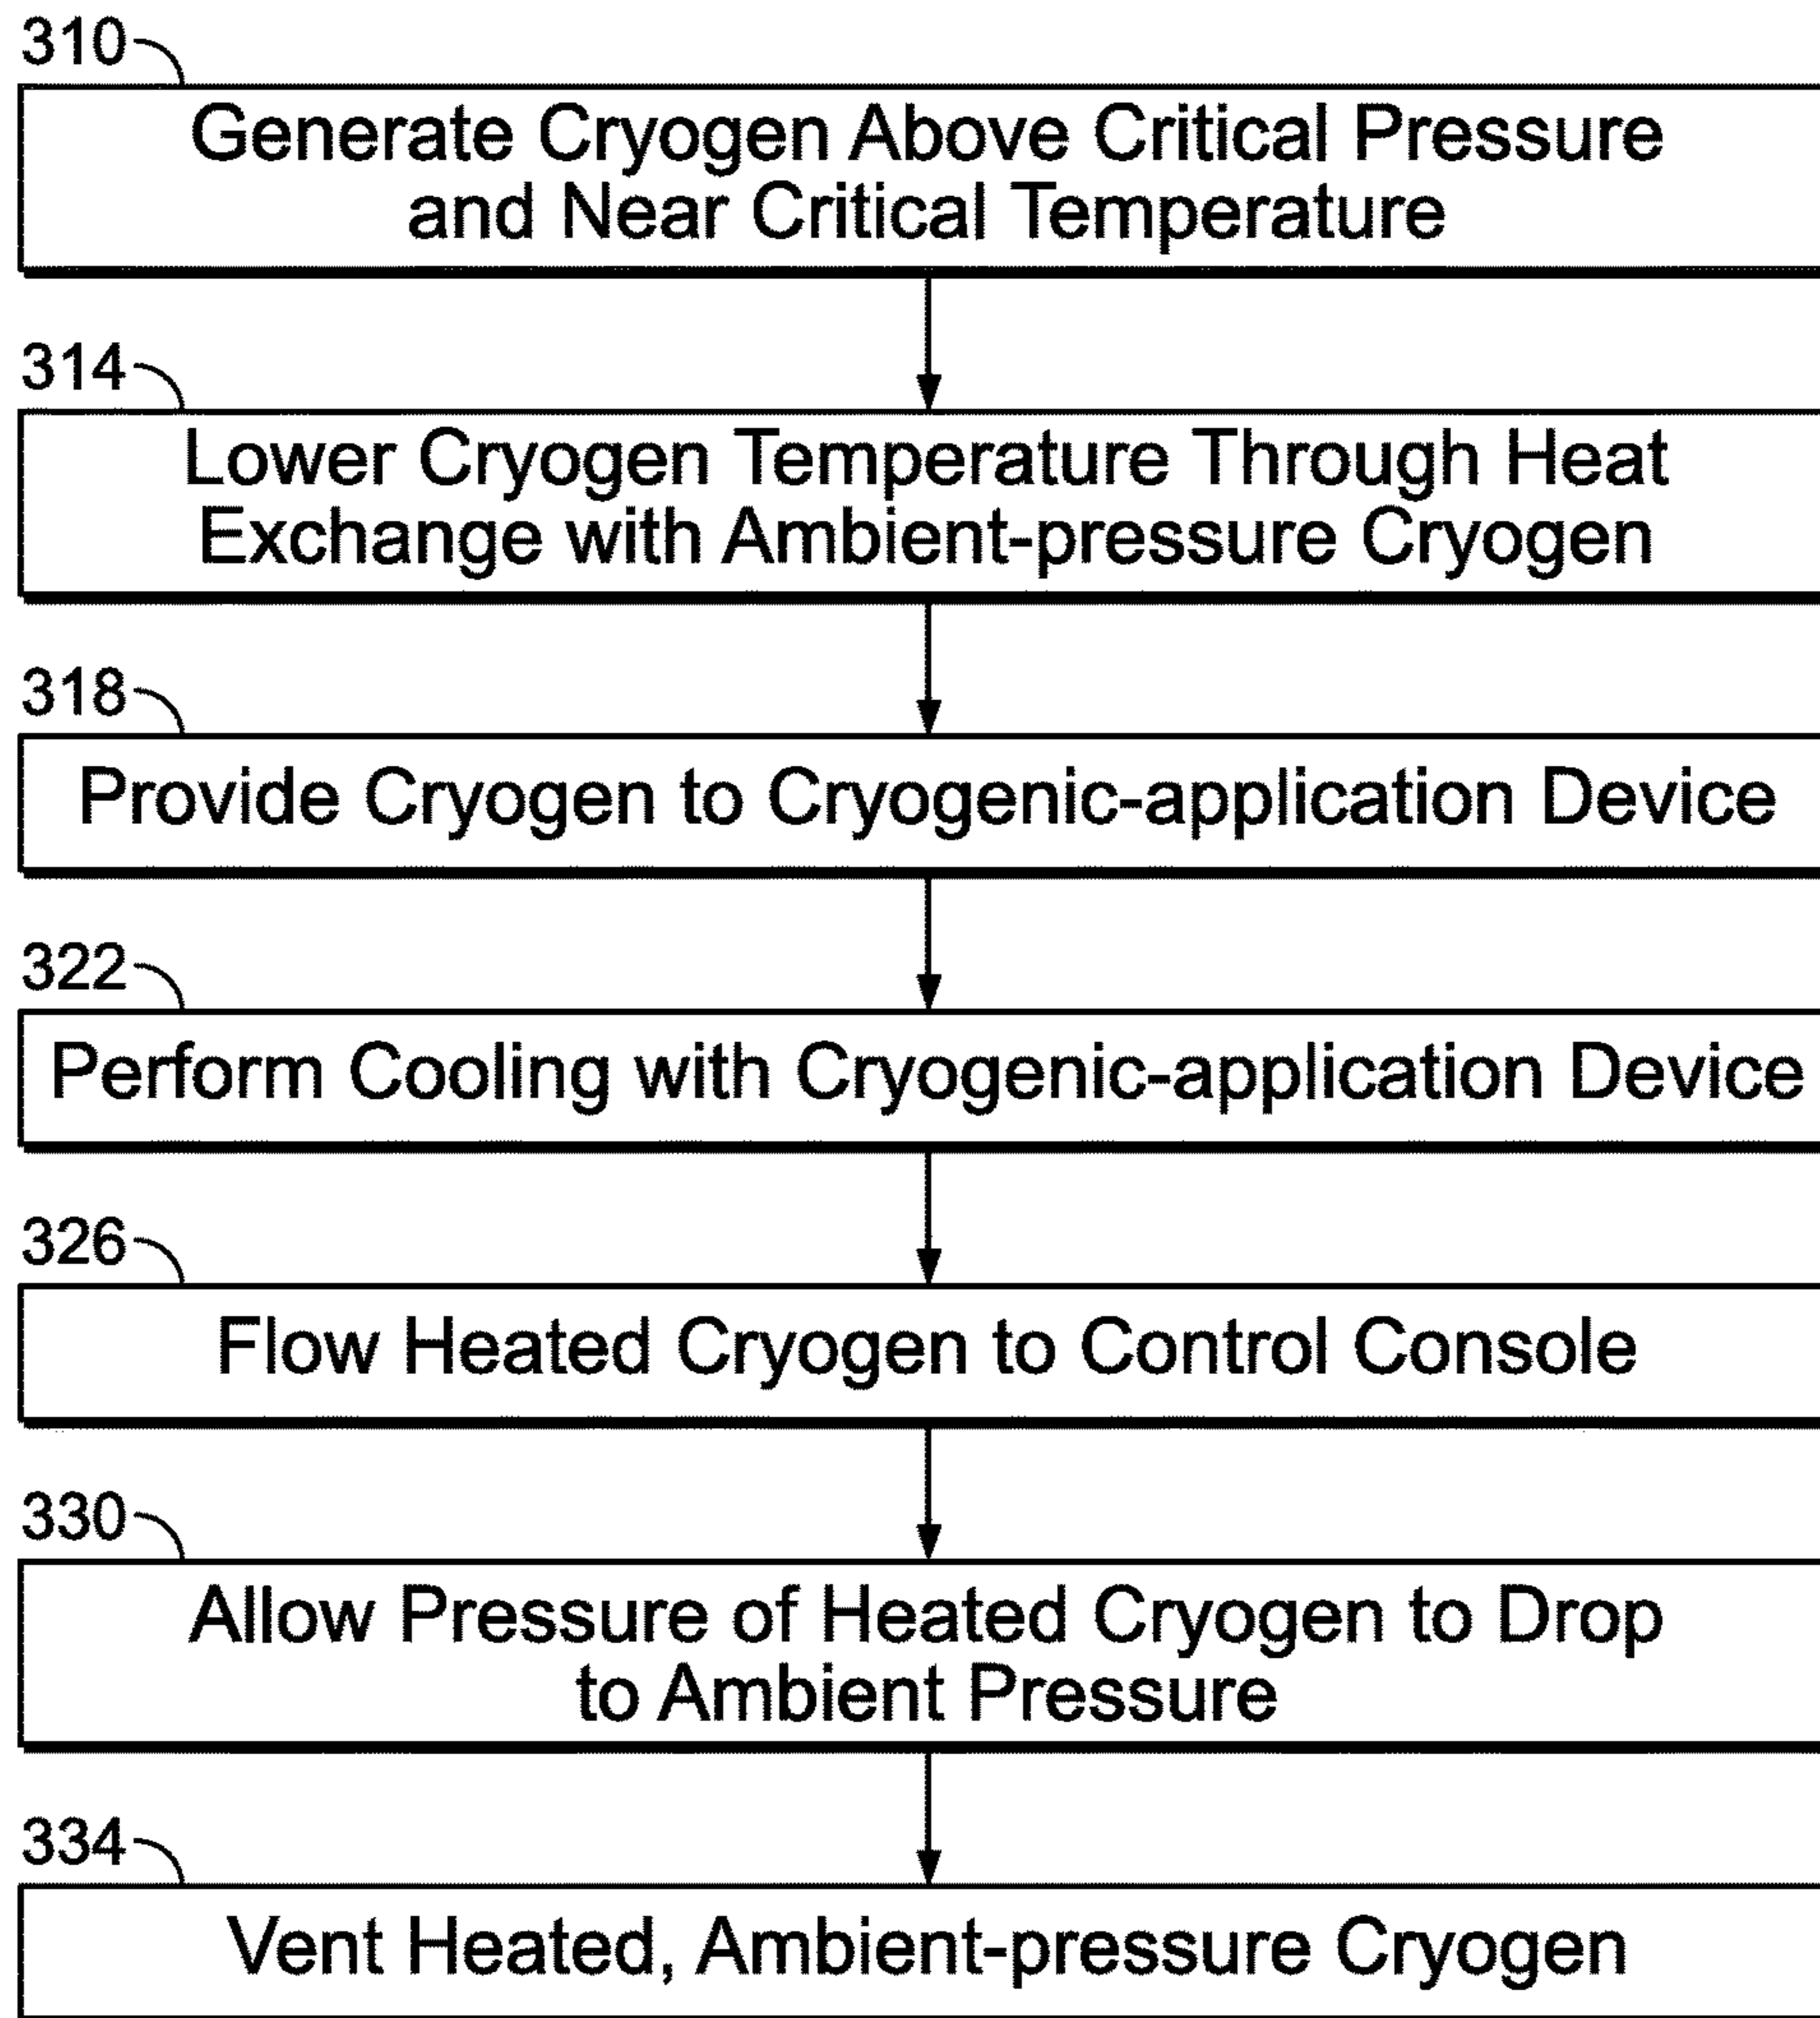 310
Generate Cryogen Above Critical Pressure
and Near Critical Temperature
314
Lower Cryogen Temperature Through Heat
Exchange with Ambient-pressure Cryogen
318
Provide Cryogen to Cryogenic-application Device
322
Perform Cooling with Cryogenic-application Device
326
Flow Heated Cryogen to Control Console
330
Allow Pressure of Heated Cryogen to Drop
to Ambient Pressure
334
Vent Heated, Ambient-pressure Cryogen